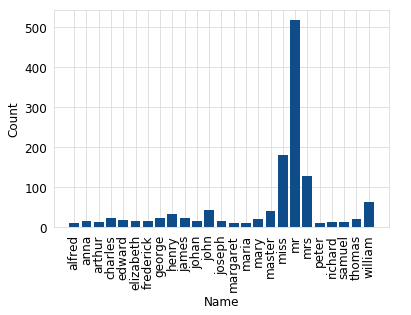 500
400
300
200
100
0
Count
alfred
anna
arthur
charles
edward
elizabeth
frederick
george
henry
james
johan
john
joseph
margaret
maria
mary
master
miss
mr
mrs
peter
richard
samuel
thomas
william
Name